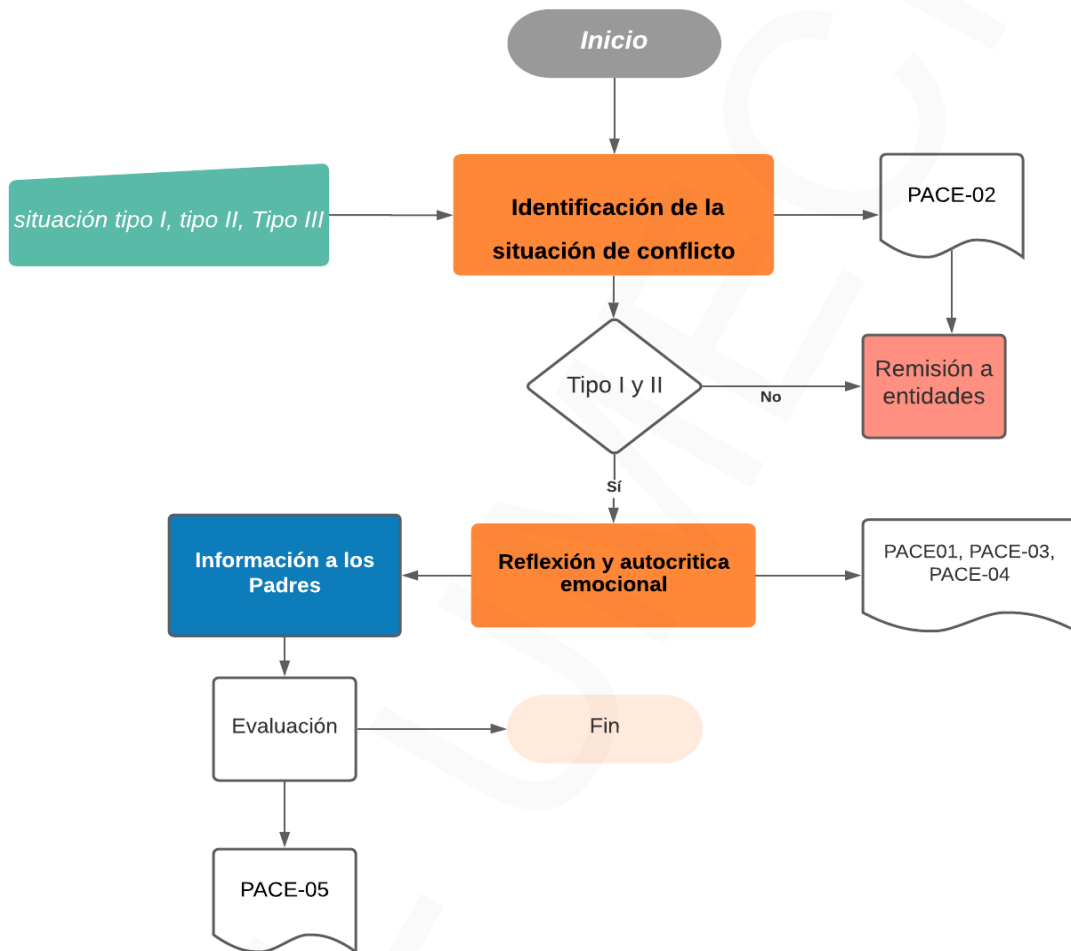 Inicio
situación tipo I, tipo II, Tipo III
Identificación de la
situación de conflicto
PACE-02
Tipo I y II
No
Remisión a
entidades
Sí
Información a los
Padres
Reflexión y autocritica
emocional
PACE01, PACE-03,
PACE-04
Evaluación
Fin
PACE-05